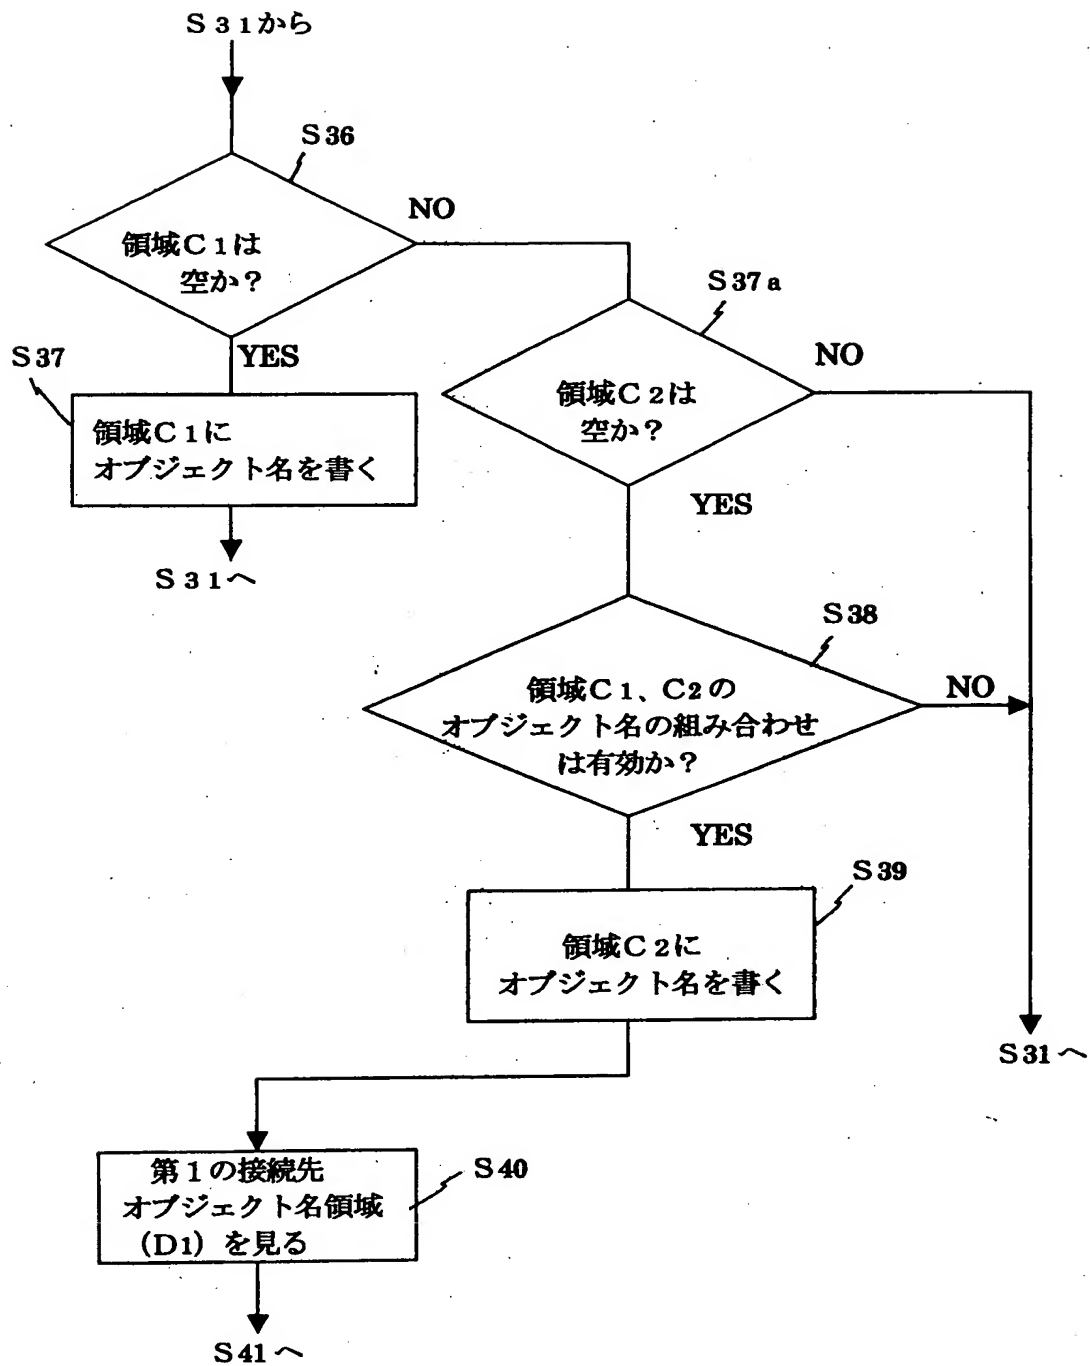 S31から
S36
領域C1は
空か?
NO
S37a
S37
YES
領域C2は
空か?
NO
領域C1に
オブジェクト名を書く
YES
S31へ
S38
領域C1、C2の
オブジェクト名の組み合わせ
は有効か?
NO
YES
S39
領域C2に
オブジェクト名を書く
S31へ
第1の接続先
オブジェクト名領域
(D1)を見る
S40
S41へ